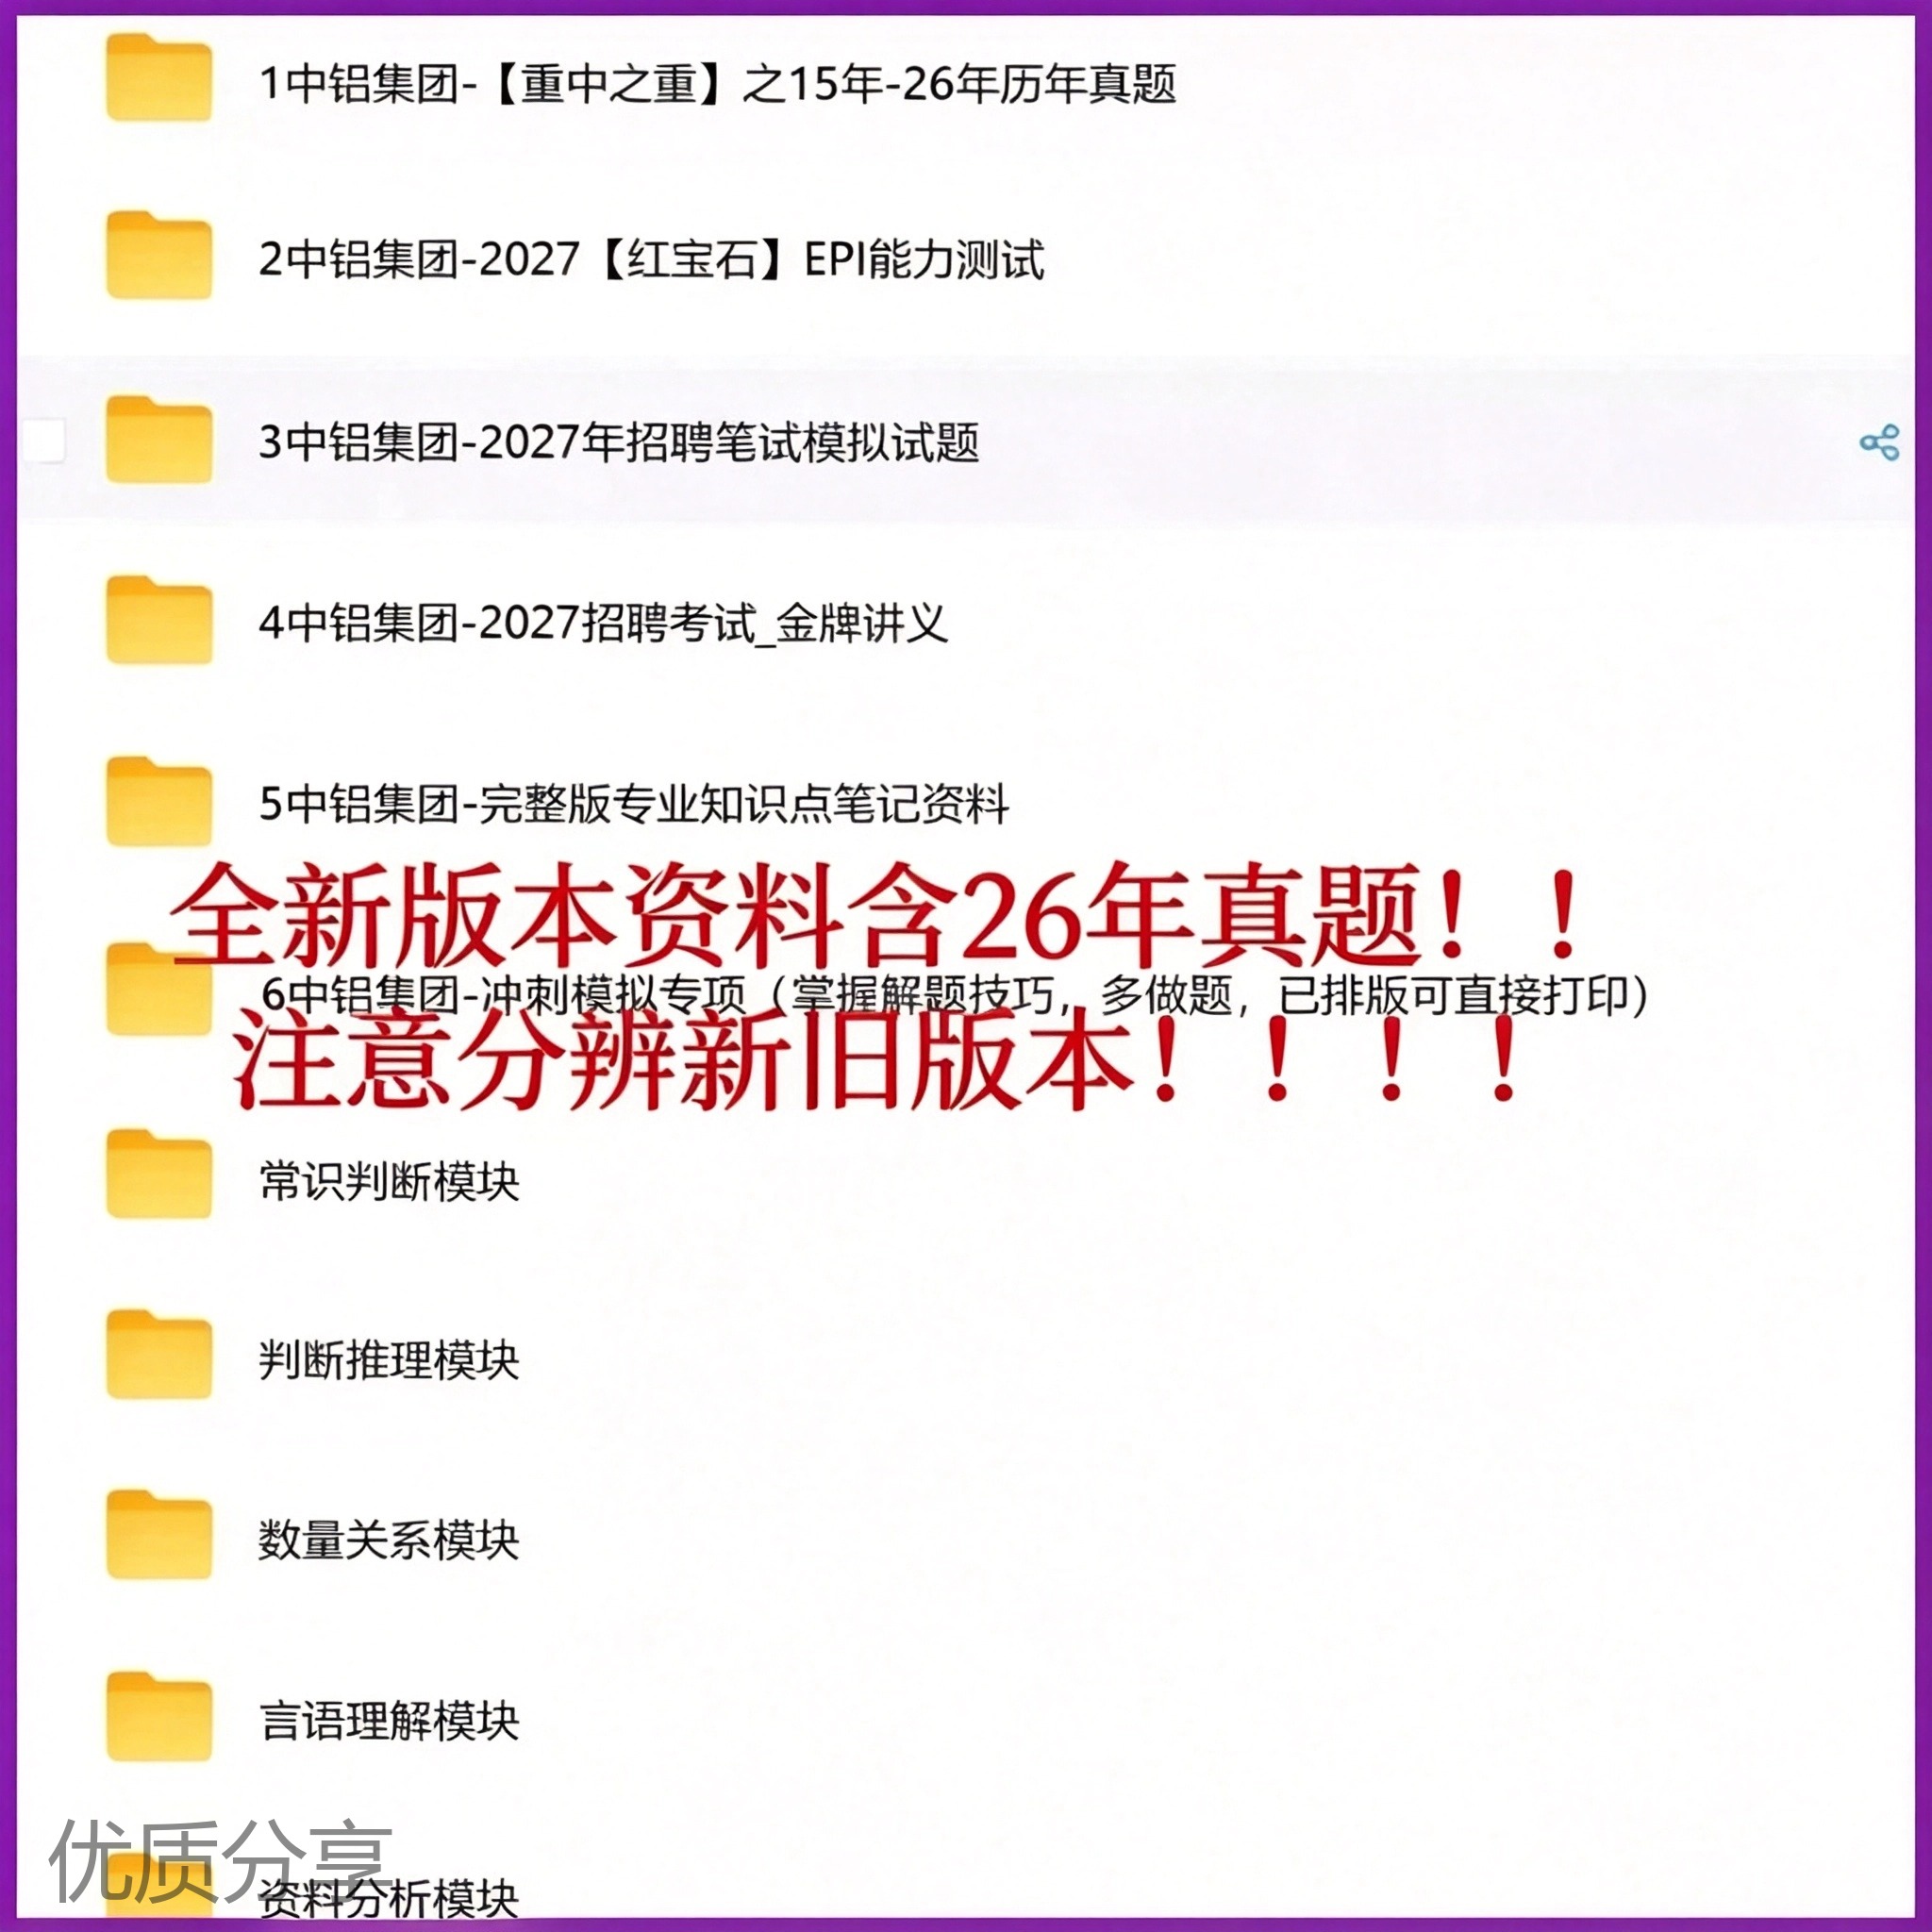 1中铝集团-【重中之重】之15年-26年历年真题
2中铝集团-2027【红宝石】EPI能力测试
3中铝集团-2027年招聘笔试模拟试题
4中铝集团-2027招聘考试_金牌讲义
5中铝集团-完整版专业知识点笔记资料
全新版本资料含26年真题！！
6中铝集团-冲刺模拟专项（掌握解题技巧，多做题，已排版可直接打印）
注意分辨新旧版本！！！！
常识判断模块
判断推理模块
数量关系模块
言语理解模块
优质分享
资料分析模块